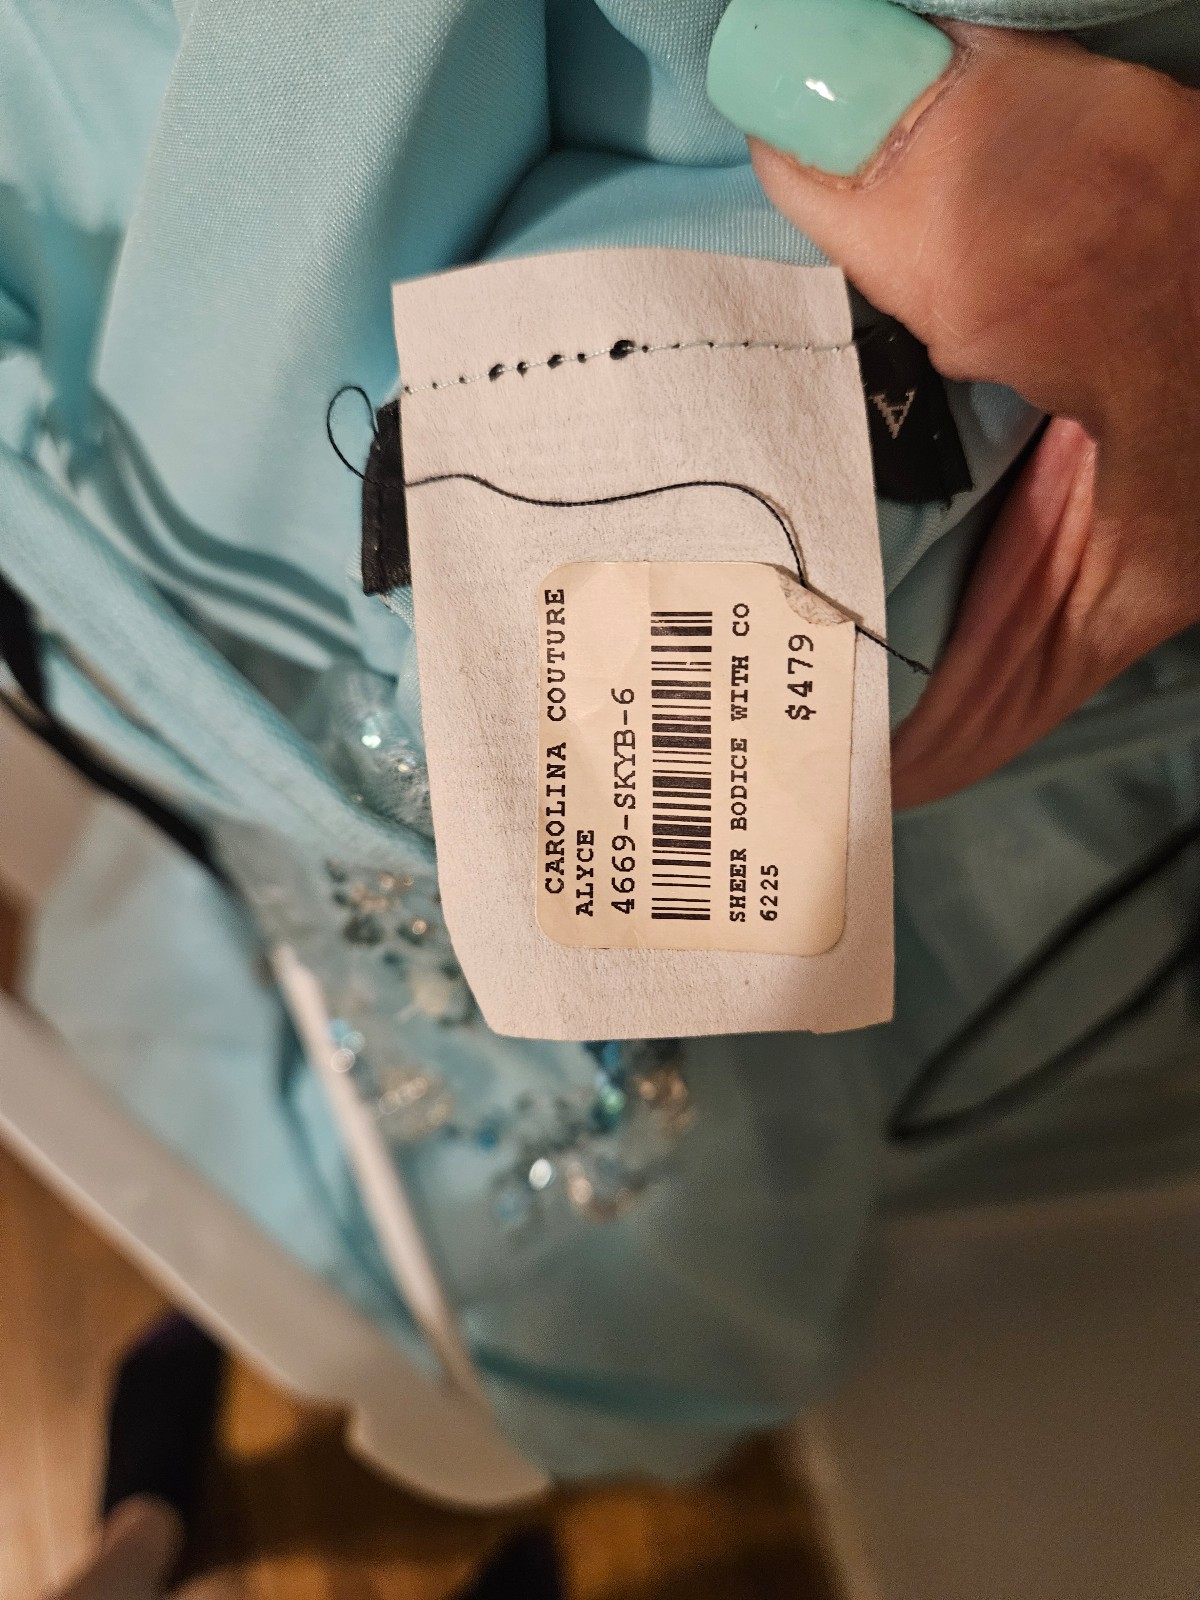 CAROLINA COUTURE
ALYCE
4669-SKYB-6
SHEER BODICE WITH CO
6225
$479
A